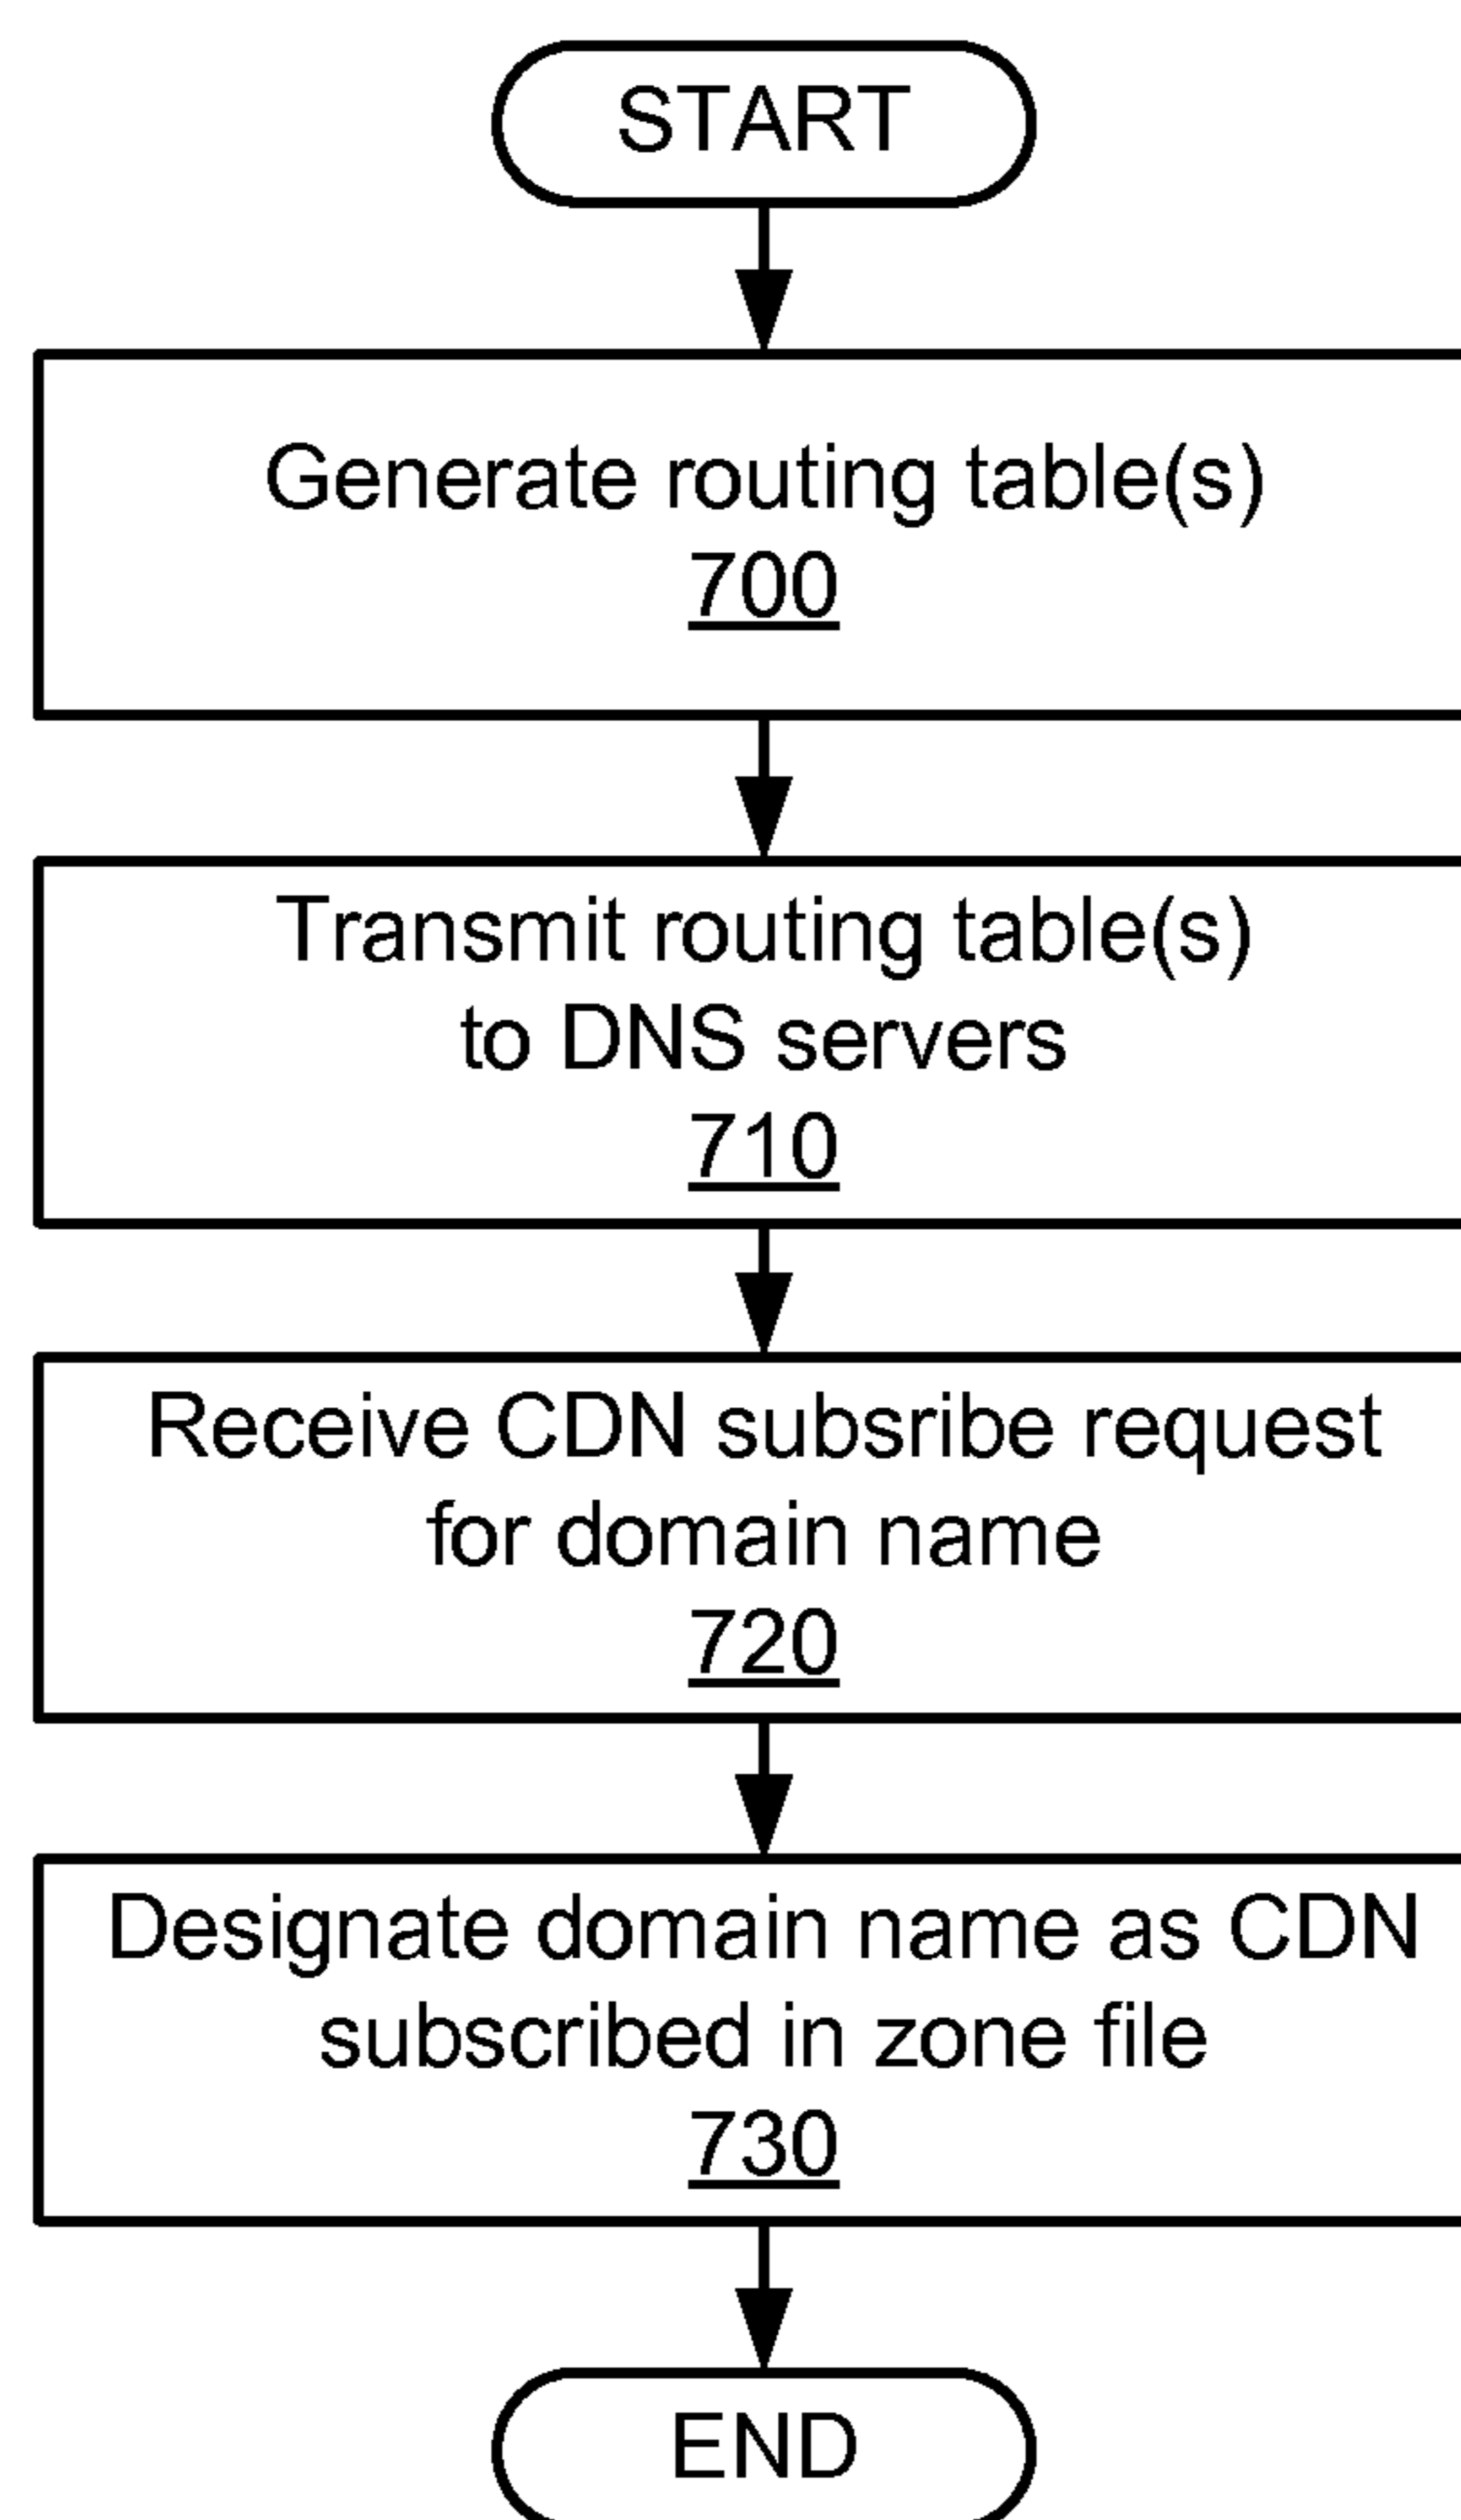 START
Generate routing table(s)
700
Transmit routing table(s)
to DNS servers
710
Receive CDN subsribe request
for domain name
720
Designate domain name as CDN
subscribed in zone file
730
END